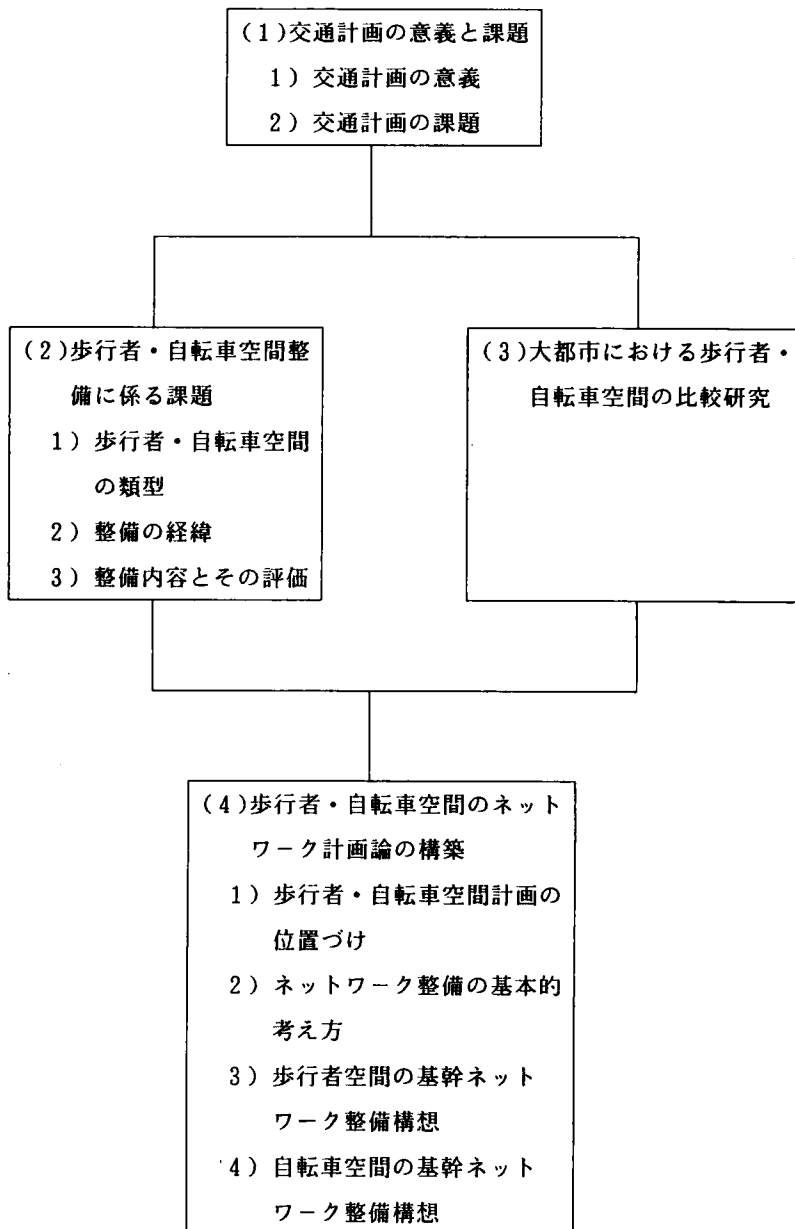 (1)交通計画の意義と課題
1)交通計画の意義
2)交通計画の課題
(2)歩行者・自転車空間整
備に係る課題
1)歩行者・自転車空間
の類型
2)整備の経緯
3)整備内容とその評価
(3)大都市における歩行者・
自転車空間の比較研究
(4)歩行者・自転車空間のネット
ワーク計画論の構築
1)歩行者・自転車空間計画の
位置づけ
2)ネットワーク整備の基本的
考え方
3)歩行者空間の基幹ネット
ワーク整備構想
4)自転車空間の基幹ネット
ワーク整備構想